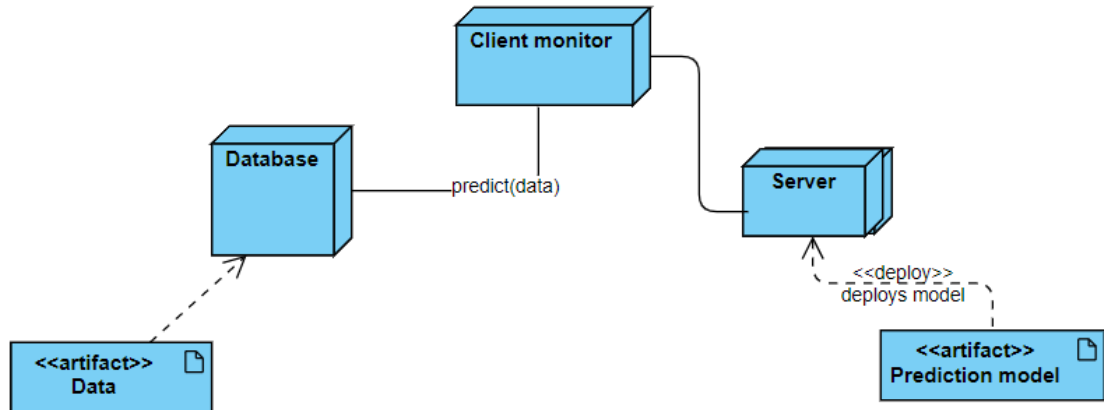 Client monitor
Database
predict(data)
Server
<<deploy>>
deploys model
<<artifact>>
Data
<<artifact>>
Prediction model